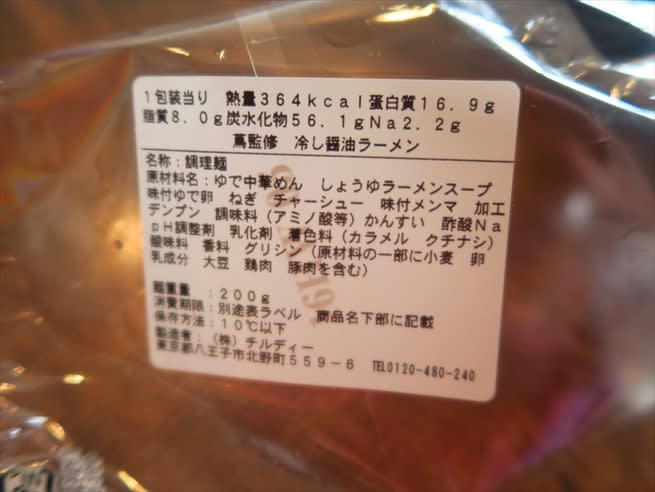 1包装当り 熱量364kcal蛋白質16.9g
脂質8.0g炭水化物56.1gNa2.2g
蔦監修 冷し醤油ラーメン
名称:調理麺
原材料名:ゆで中華めん しょうゆラーメンスープ
味付ゆで卵 ねぎ チャーシュー 味付メンマ 加工
デンプン 調味料(アミノ酸等)かんすい 酢酸Na
pH調整剤 乳化剤 着色料(カラメル クチナシ)
酸味料 香料 グリシン(原材料の一部に小麦 卵
乳成分 大豆 鶏肉 豚肉を含む)
総重量 :200g
消費期限:別途表ラベル 商品名下部に記載
保存方法:10℃以下
製造者:(株)チルディー
東京都八王子市北野町559-6 TEL0120-480-240